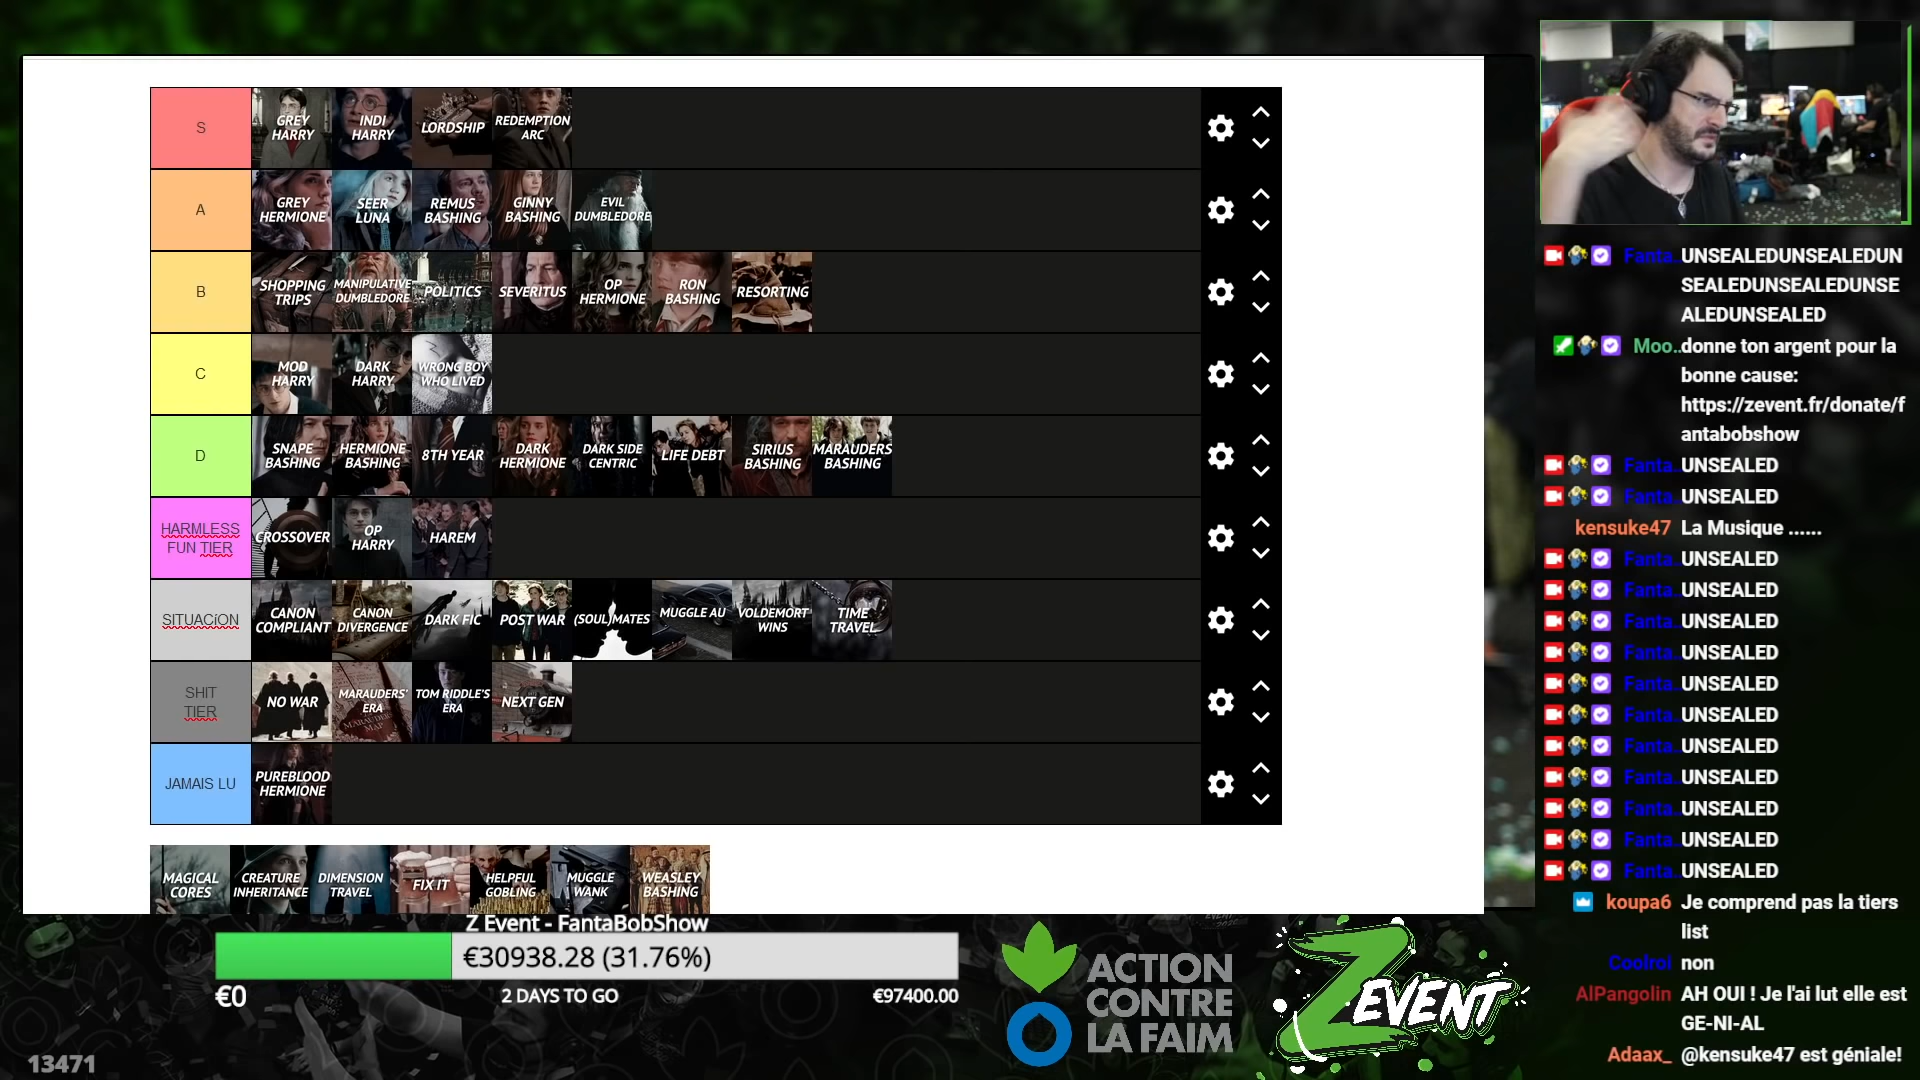 S
GREY
HARRY
INDI
HARRY
LORDSHIP
REDEMPTION
ARC
A
GREY
HERMIONE
SEER
LUNA
REMUS
BASHING
GINNY
BASHING
EVIL
DUMBLEDORE
B
SHOPPING
TRIPS
MANIPULATIVE
DUMBLEDORE
POLITICS
SEVERITUS
OP
HERMIONE
RON
BASHING
RESORTING
C
MOD
HARRY
DARK
HARRY
WRONG BOY
WHO LIVED
D
SNAPE
BASHING
HERMIONE
BASHING
8TH YEAR
DARK
HERMIONE
DARK SIDE
CENTRIC
LIFE DEBT
SIRIUS
BASHING
MARAUDERS
BASHING
HARMLESS
FUN TIER
CROSSOVER
OP
HARRY
HAREM
SITUACiON
CANON
COMPLIANT
CANON
DIVERGENCE
DARK FIC
POST WAR
(SOUL)MATES
MUGGLE AU
VOLDEMORT
WINS
TIME
TRAVEL
SHIT
TIER
NO WAR
MARAUDERS'
ERA
TOM RIDDLE'S
ERA
NEXT GEN
JAMAIS LU
PUREBLOOD
HERMIONE
MAGICAL
CORES
CREATURE
INHERITANCE
DIMENSION
TRAVEL
FIX IT
HELPFUL
GOBLING
MUGGLE
WANK
WEASLEY
BASHING
Z Event - FantaBobShow
€30938.28 (31.76%)
€0
2 DAYS TO GO
€97400.00
ACTION
CONTRE
LA FAIM
ZEVENT
13471
Fanta.. UNSEALEDUNSEALEDUN
SEALEDUNSEALEDUNSE
ALEDUNSEALED
Moo.. donne ton argent pour la
bonne cause:
https://zevent.fr/donate/f
antabobshow
Fanta.. UNSEALED
Fanta.. UNSEALED
kensuke47 La Musique ......
Fanta.. UNSEALED
Fanta.. UNSEALED
Fanta.. UNSEALED
Fanta.. UNSEALED
Fanta.. UNSEALED
Fanta.. UNSEALED
Fanta.. UNSEALED
Fanta.. UNSEALED
Fanta.. UNSEALED
Fanta.. UNSEALED
Fanta.. UNSEALED
koupa6 Je comprend pas la tiers
list
Coolroi non
AlPangolin AH OUI ! Je l'ai lut elle est
GE-NI-AL
Adaax_ @kensuke47 est géniale!